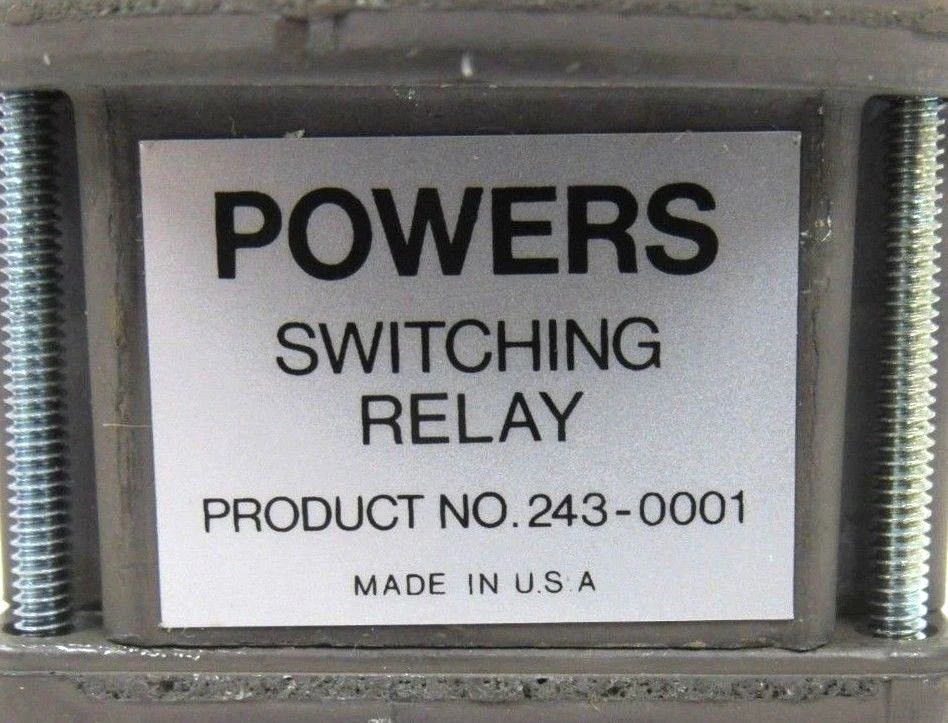 POWERS
SWITCHING
RELAY
PRODUCT NO. 243-0001
MADE IN U.S.A